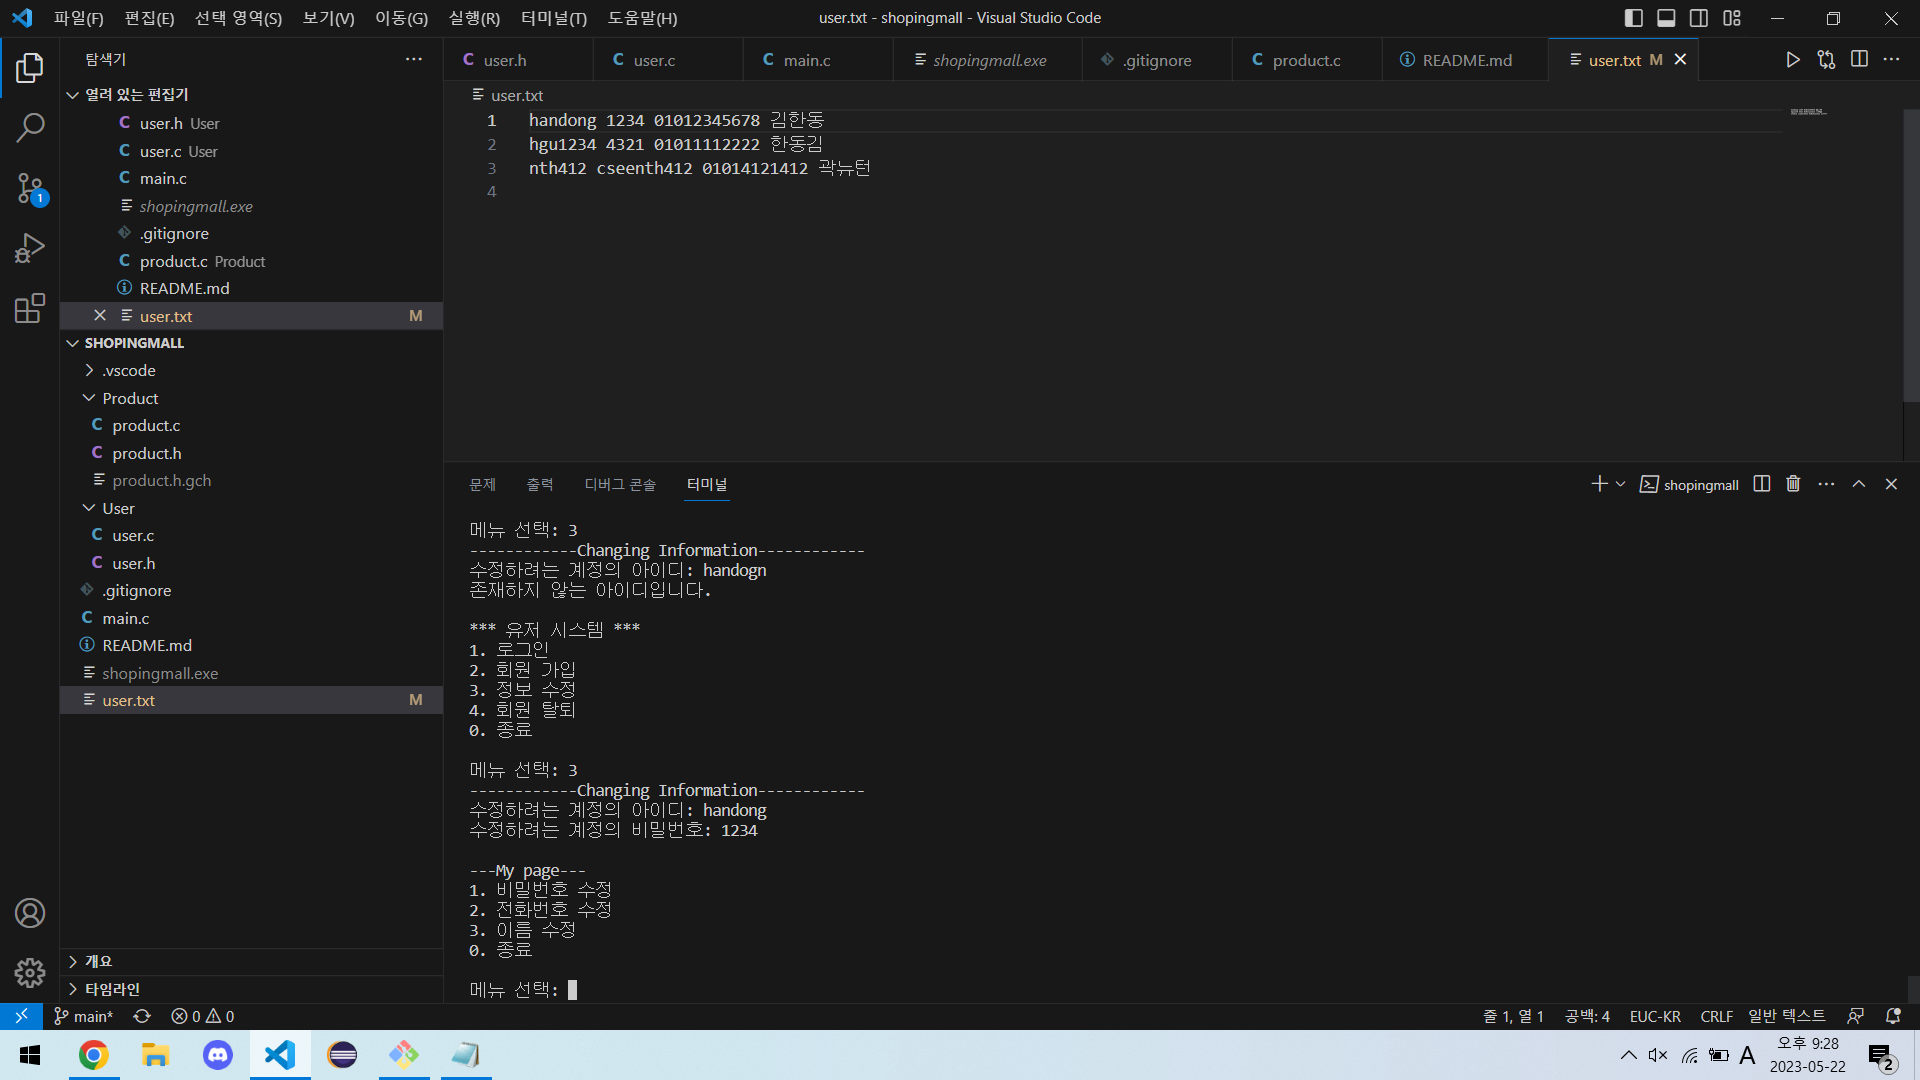 파일(F) 편집(E) 선택 영역(S) 보기(V) 이동(G) 실행(R) 터미널(T) 도움말(H) user.txt - shopingmall - Visual Studio Code
탐색기
열려 있는 편집기
user.h User
user.c User
main.c
shopingmall.exe
.gitignore
product.c Product
README.md
user.txt M
SHOPINGMALL
.vscode
Product
product.c
product.h
product.h.gch
User
user.c
user.h
.gitignore
main.c
README.md
shopingmall.exe
user.txt M
개요
타임라인
1
user.h user.c main.c shopingmall.exe .gitignore product.c README.md user.txt M
user.txt
1 handong 1234 01012345678 김한동
2 hgu1234 4321 01011112222 한동김
3 nth412 cseenth412 01014121412 곽뉴턴
4
문제 출력 디버그 콘솔 터미널 shopingmall
메뉴 선택: 3
------------Changing Information------------
수정하려는 계정의 아이디: handogn
존재하지 않는 아이디입니다.
*** 유저 시스템 ***
1. 로그인
2. 회원 가입
3. 정보 수정
4. 회원 탈퇴
0. 종료
메뉴 선택: 3
------------Changing Information------------
수정하려는 계정의 아이디: handong
수정하려는 계정의 비밀번호: 1234
---My page---
1. 비밀번호 수정
2. 전화번호 수정
3. 이름 수정
0. 종료
메뉴 선택:
main* 0 0 줄 1, 열 1 공백: 4 EUC-KR CRLF 일반 텍스트
A 오후 9:28
2023-05-22 2